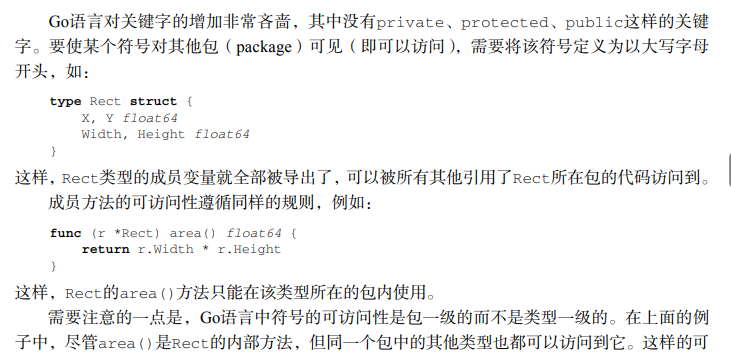 Go语言对关键字的增加非常吝啬，其中没有private、protected、public这样的关键
字。要使某个符号对其他包（package）可见（即可以访问），需要将该符号定义为以大写字母
开头，如：
type Rect struct {
X, Y float64
Width, Height float64
}
这样，Rect类型的成员变量就全部被导出了，可以被所有其他引用了Rect所在包的代码访问到。
成员方法的可访问性遵循同样的规则，例如：
func (r *Rect) area() float64 {
return r.Width * r.Height
}
这样，Rect的area()方法只能在该类型所在的包内使用。
需要注意的一点是，Go语言中符号的可访问性是包一级的而不是类型一级的。在上面的例
子中，尽管area()是Rect的内部方法，但同一个包中的其他类型也都可以访问到它。这样的可